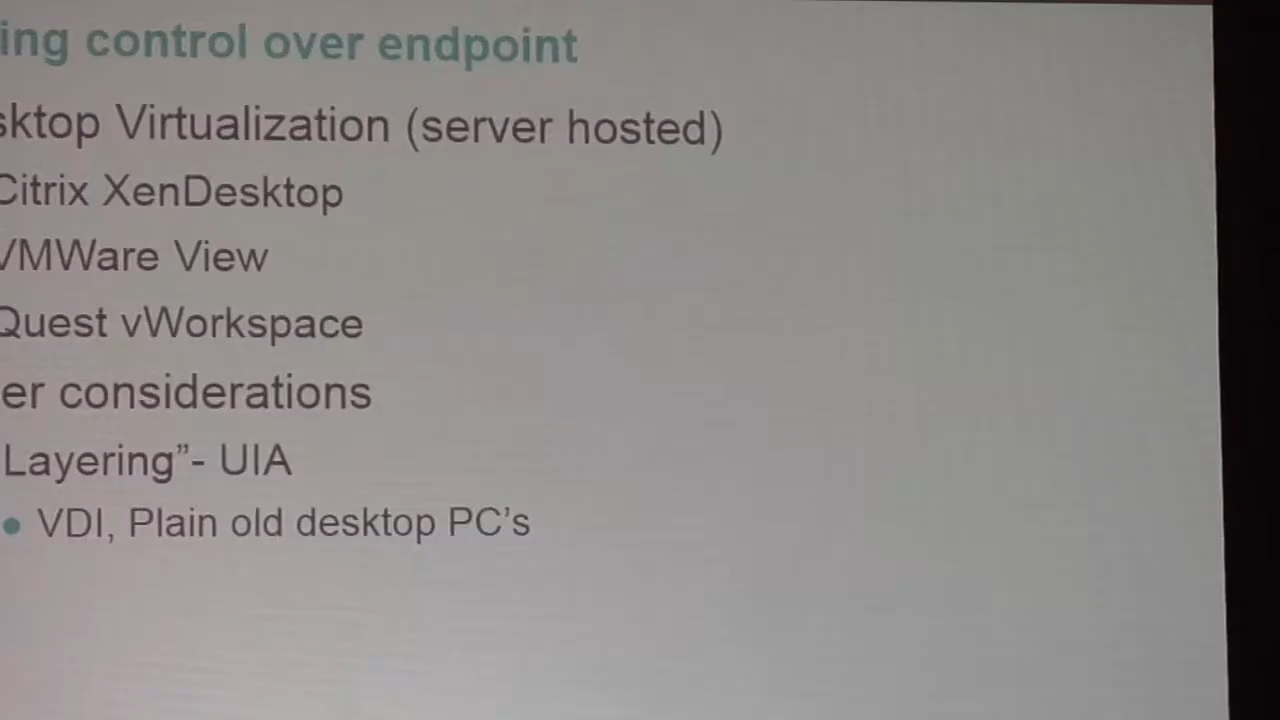 ing control over endpoint
sktop Virtualization (server hosted)
Citrix XenDesktop
VMWare View
Quest vWorkspace
er considerations
Layering”- UIA
• VDI, Plain old desktop PC’s